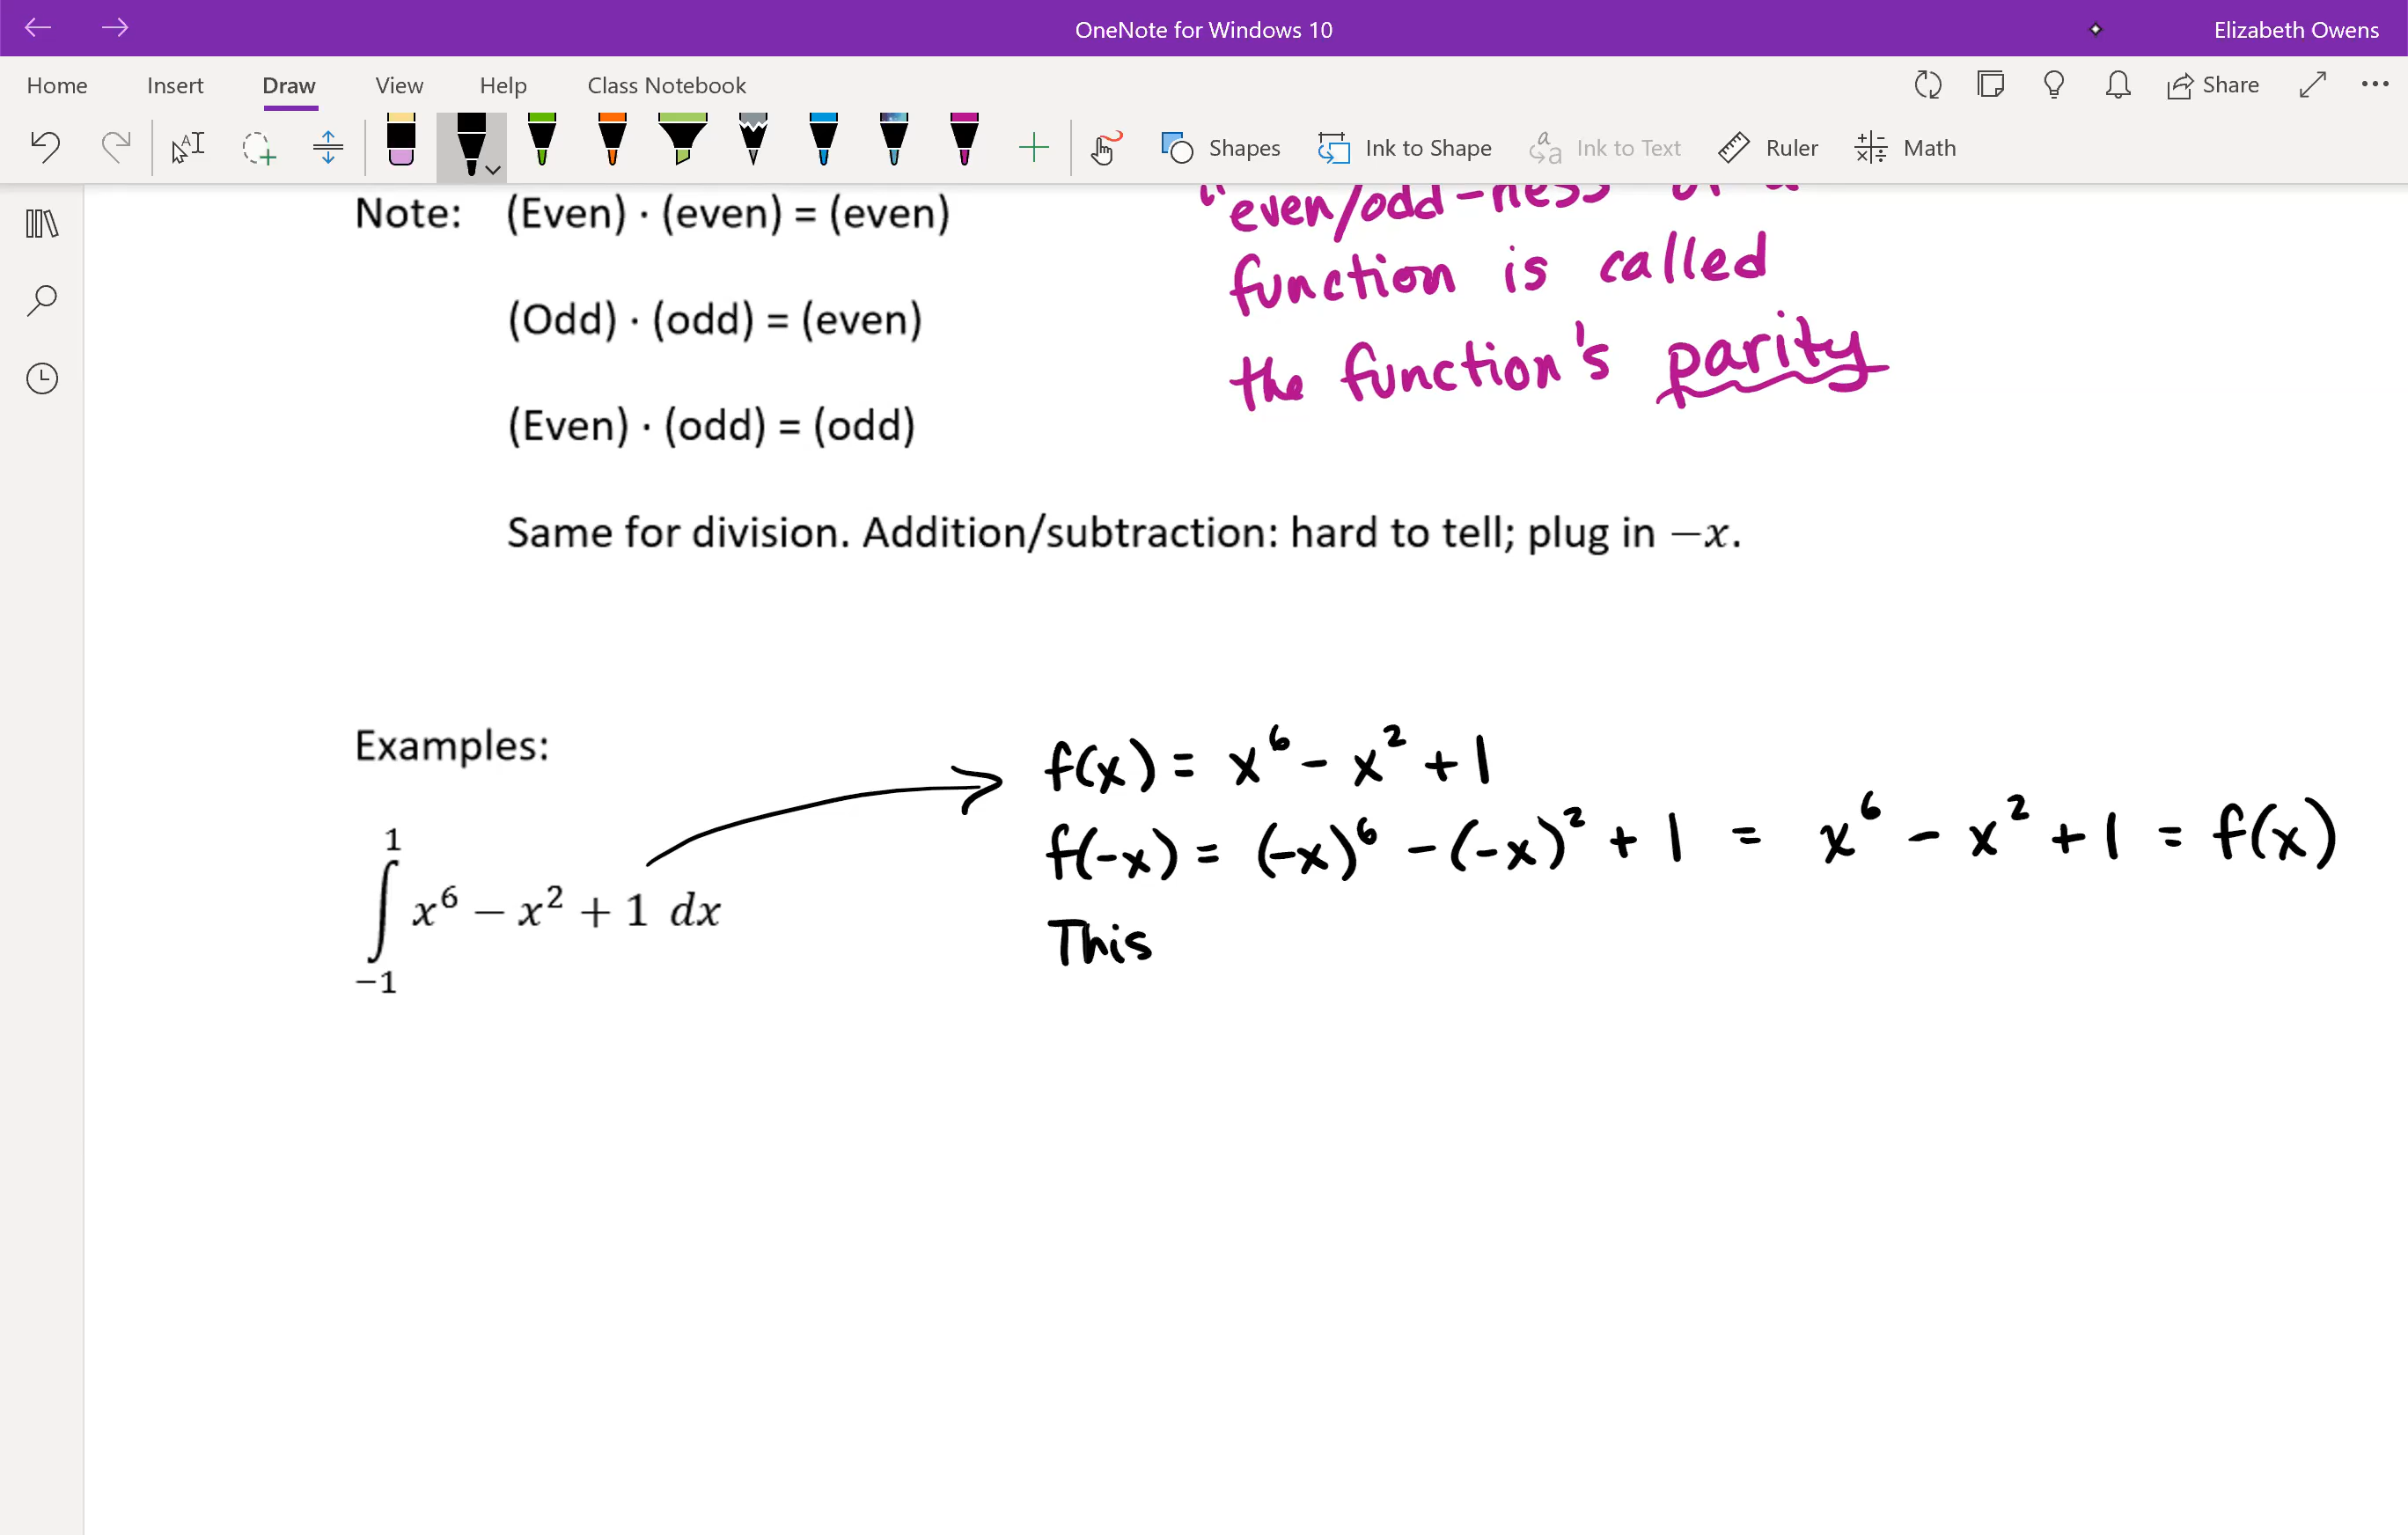 OneNote for Windows 10
Elizabeth Owens
Home Insert Draw View Help Class Notebook Share
Shapes Ink to Shape Ink to Text Ruler Math
Note: (Even) · (even) = (even)
(Odd) · (odd) = (even)
(Even) · (odd) = (odd)
Same for division. Addition/subtraction: hard to tell; plug in −x.
"even/odd-ness
function is called
the function's parity
Examples:
∫₋₁¹ x⁶ − x² + 1 dx
f(x) = x⁶ - x² + 1
f(-x) = (-x)⁶ - (-x)² + 1 = x⁶ - x² + 1 = f(x)
This